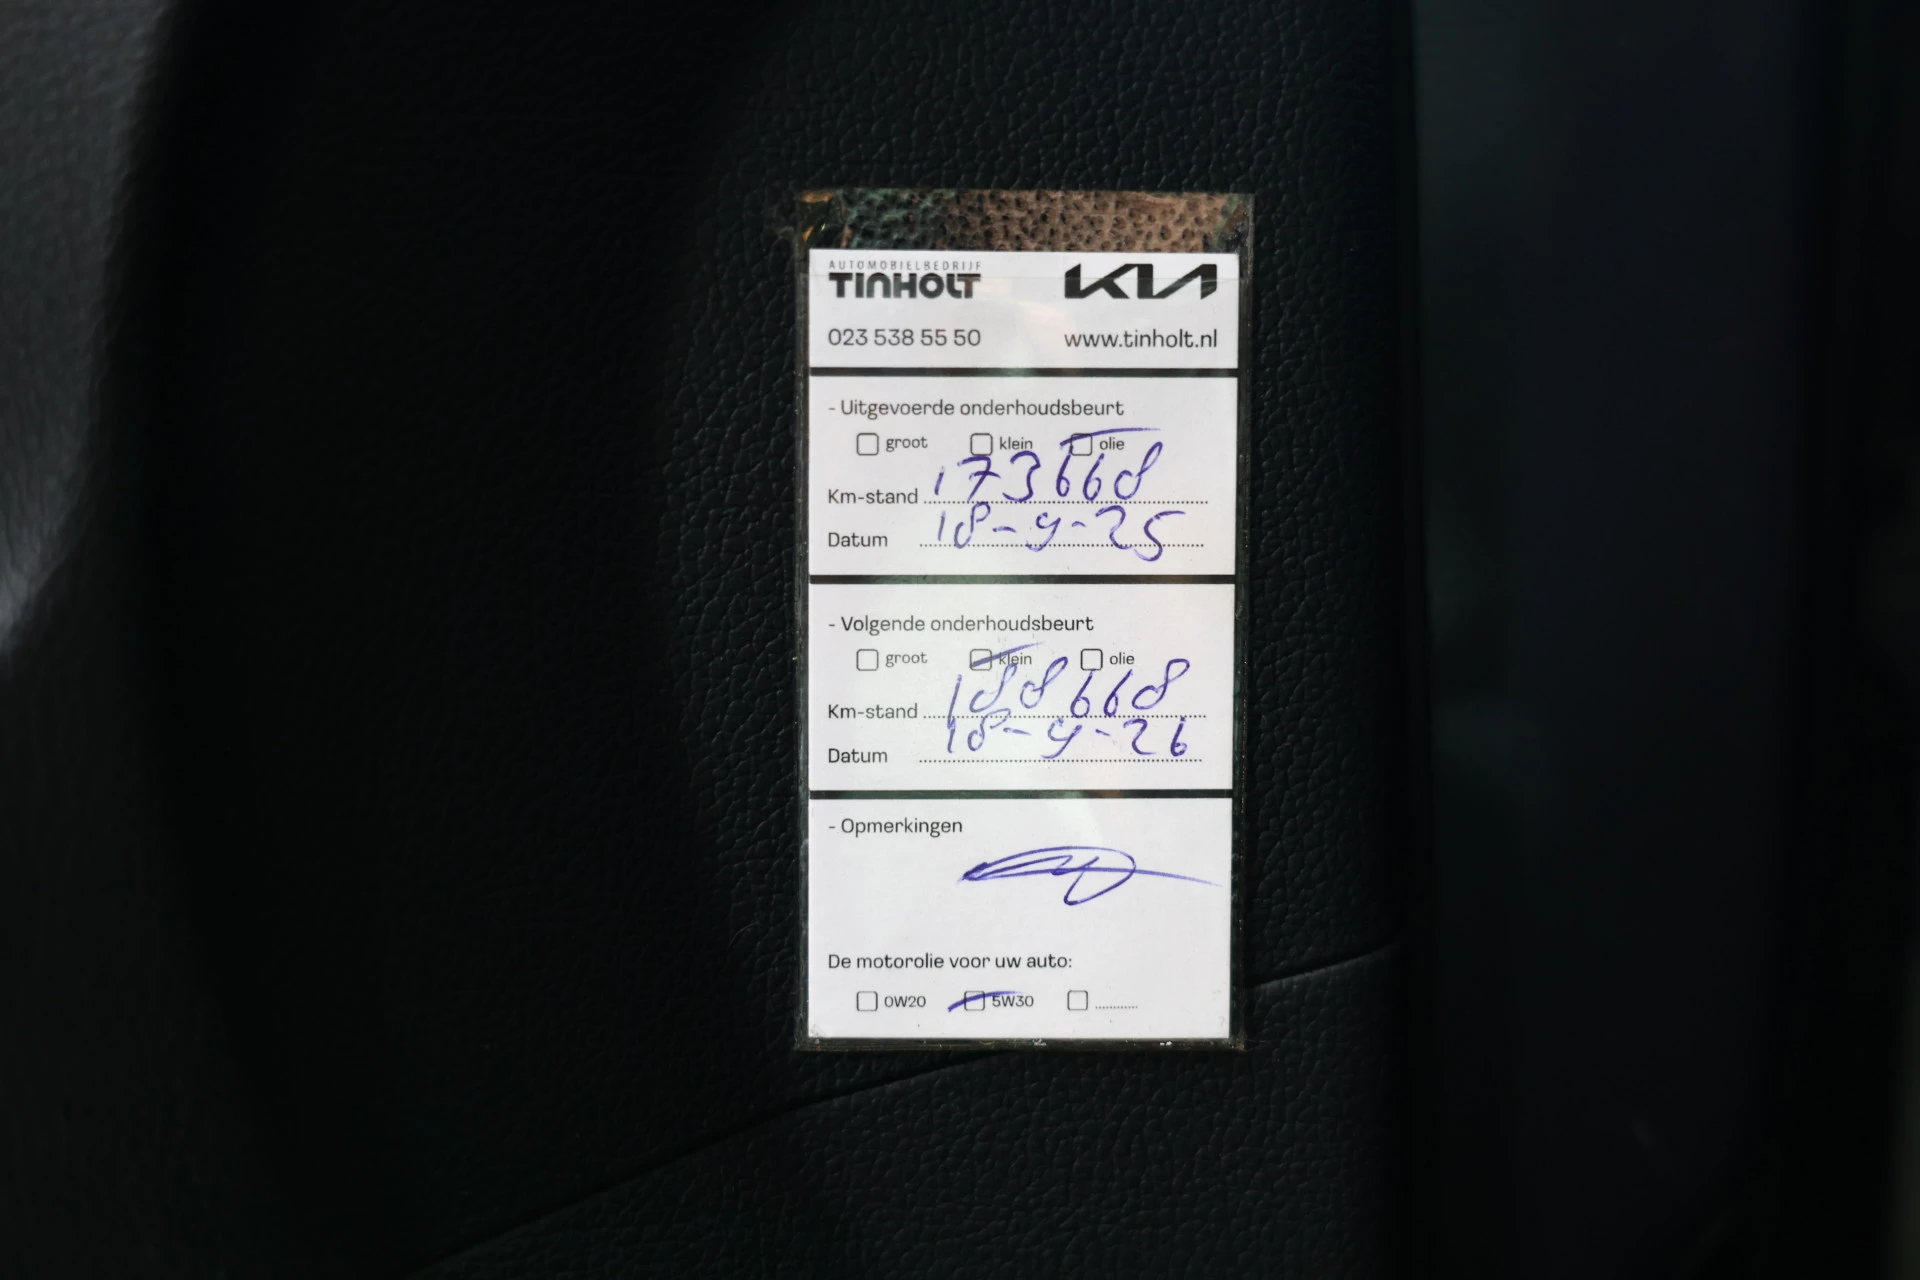 AUTOMOBIELBEDRIJF
TINHOLT KIA
023 538 55 50 www.tinholt.nl
- Uitgevoerde onderhoudsbeurt
groot klein olie
Km-stand 173668
Datum 18-9-25
- Volgende onderhoudsbeurt
groot klein olie
Km-stand 188668
Datum 18-9-26
- Opmerkingen
De motorolie voor uw auto:
0W20 5W30